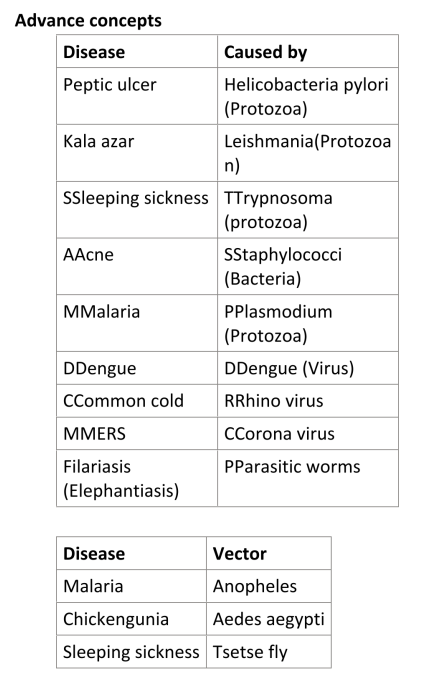 Advance concepts
Disease Caused by
Peptic ulcer Helicobacteria pylori
(Protozoa)
Kala azar Leishmania(Protozoa
n)
SSleeping sickness TTrypnosoma
(protozoa)
AAcne SStaphylococci
(Bacteria)
MMalaria PPlasmodium
(Protozoa)
DDengue DDengue (Virus)
CCommon cold RRhino virus
MMERS CCorona virus
Filariasis PParasitic worms
(Elephantiasis)
Disease Vector
Malaria Anopheles
Chickengunia Aedes aegypti
Sleeping sickness Tsetse fly